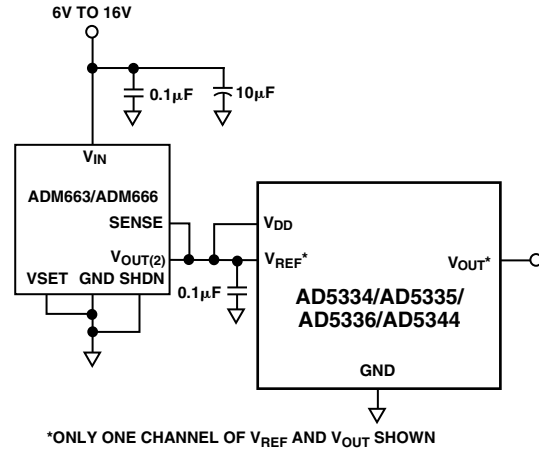 6V TO 16V
0.1µF
10µF
VIN
ADM663/ADM666
SENSE
VOUT(2)
VSET GND SHDN
0.1µF
VDD
VREF*
VOUT*
AD5334/AD5335/
AD5336/AD5344
GND
*ONLY ONE CHANNEL OF VREF AND VOUT SHOWN